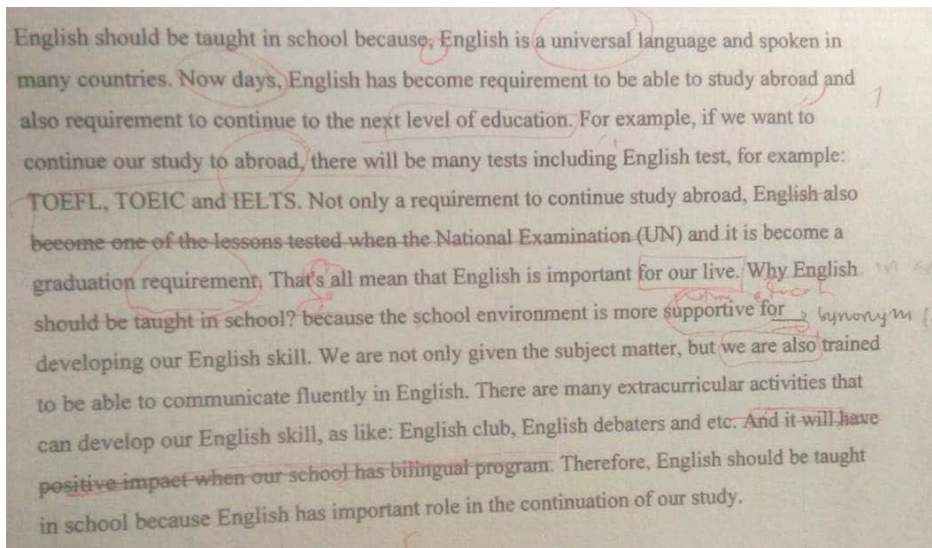 English should be taught in school because, English is a universal language and spoken in
many countries. Now days, English has become requirement to be able to study abroad and
also requirement to continue to the next level of education. For example, if we want to
continue our study to abroad, there will be many tests including English test, for example:
TOEFL, TOEIC and IELTS. Not only a requirement to continue study abroad, English also
become one of the lessons tested when the National Examination (UN) and it is become a
graduation requirement. That's all mean that English is important for our live. Why English
should be taught in school? because the school environment is more supportive for synonym
developing our English skill. We are not only given the subject matter, but we are also trained
to be able to communicate fluently in English. There are many extracurricular activities that
can develop our English skill, as like: English club, English debaters and etc. And it will have
positive impact when our school has bilingual program. Therefore, English should be taught
in school because English has important role in the continuation of our study.